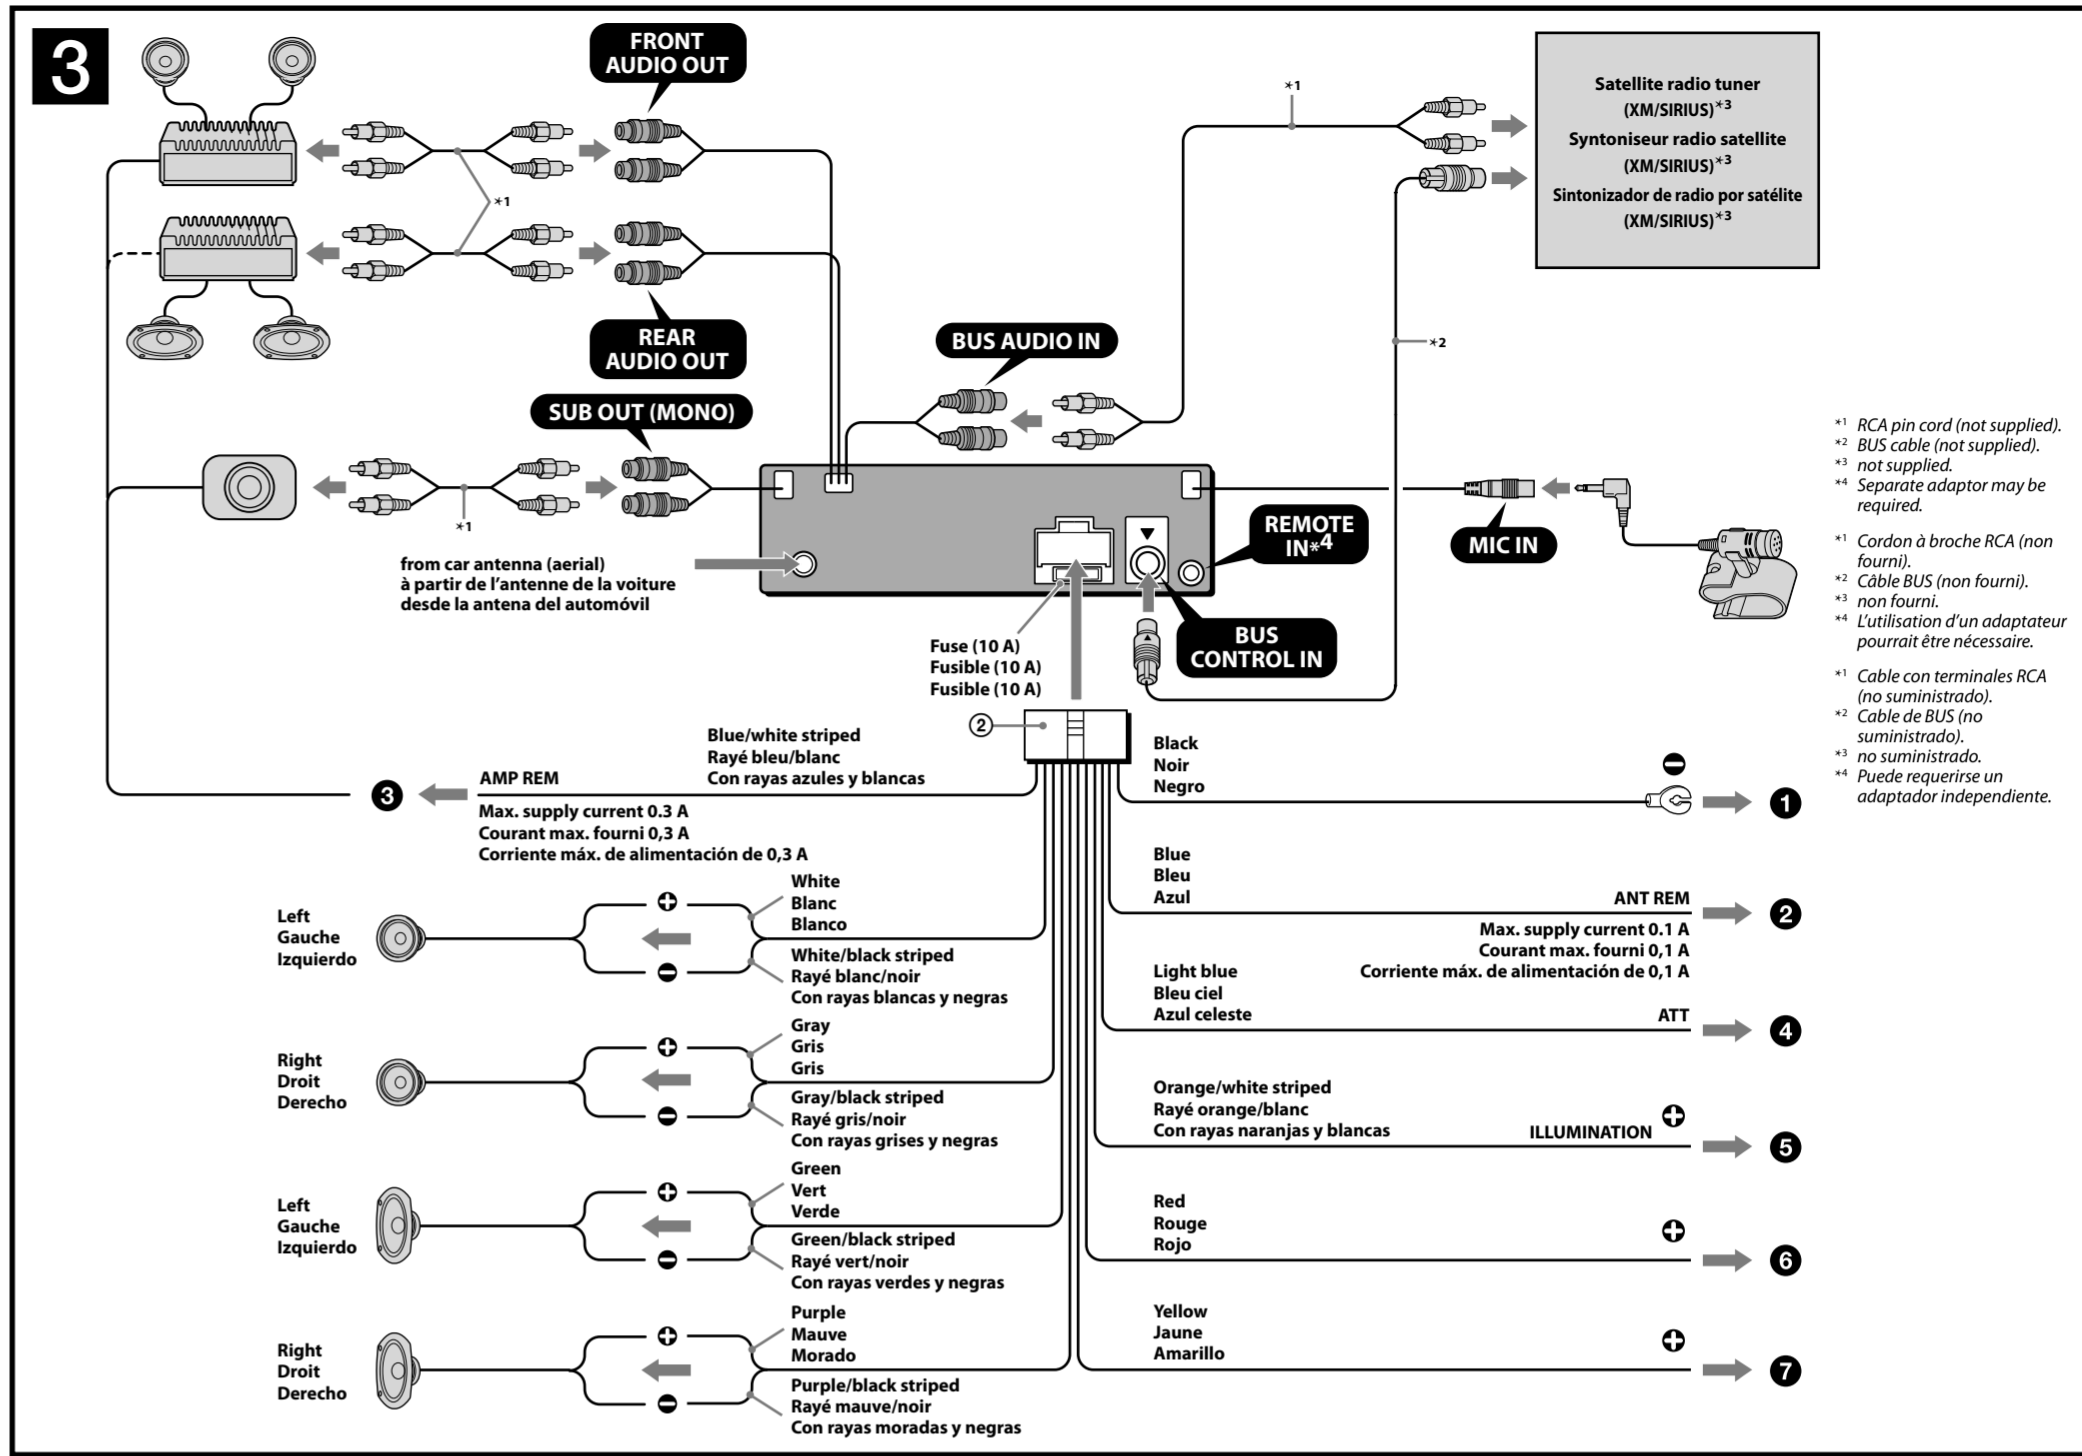 3
FRONT
AUDIO OUT
*1
REAR
AUDIO OUT
SUB OUT (MONO)
*1
BUS AUDIO IN
*1
Satellite radio tuner
(XM/SIRIUS)*3
Syntoniseur radio satellite
(XM/SIRIUS)*3
Sintonizador de radio por satélite
(XM/SIRIUS)*3
*2
from car antenna (aerial)
à partir de l'antenne de la voiture
desde la antena del automóvil
REMOTE
IN*4
MIC IN
BUS
CONTROL IN
Fuse (10 A)
Fusible (10 A)
Fusible (10 A)
*1 RCA pin cord (not supplied).
*2 BUS cable (not supplied).
*3 not supplied.
*4 Separate adaptor may be
required.
*1 Cordon à broche RCA (non
fourni).
*2 Câble BUS (non fourni).
*3 non fourni.
*4 L'utilisation d'un adaptateur
pourrait être nécessaire.
*1 Cable con terminales RCA
(no suministrado).
*2 Cable de BUS (no
suministrado).
*3 no suministrado.
*4 Puede requerirse un
adaptador independiente.
2
Blue/white striped
Rayé bleu/blanc
Con rayas azules y blancas
3
AMP REM
Max. supply current 0.3 A
Courant max. fourni 0,3 A
Corriente máx. de alimentación de 0,3 A
Left
Gauche
Izquierdo
+
−
White
Blanc
Blanco
White/black striped
Rayé blanc/noir
Con rayas blancas y negras
Right
Droit
Derecho
+
−
Gray
Gris
Gris
Gray/black striped
Rayé gris/noir
Con rayas grises y negras
Left
Gauche
Izquierdo
+
−
Green
Vert
Verde
Green/black striped
Rayé vert/noir
Con rayas verdes y negras
Right
Droit
Derecho
+
−
Purple
Mauve
Morado
Purple/black striped
Rayé mauve/noir
Con rayas moradas y negras
Black
Noir
Negro
−
1
Blue
Bleu
Azul
ANT REM
2
Max. supply current 0.1 A
Courant max. fourni 0,1 A
Corriente máx. de alimentación de 0,1 A
Light blue
Bleu ciel
Azul celeste
ATT
4
Orange/white striped
Rayé orange/blanc
Con rayas naranjas y blancas
ILLUMINATION
+
5
Red
Rouge
Rojo
+
6
Yellow
Jaune
Amarillo
+
7